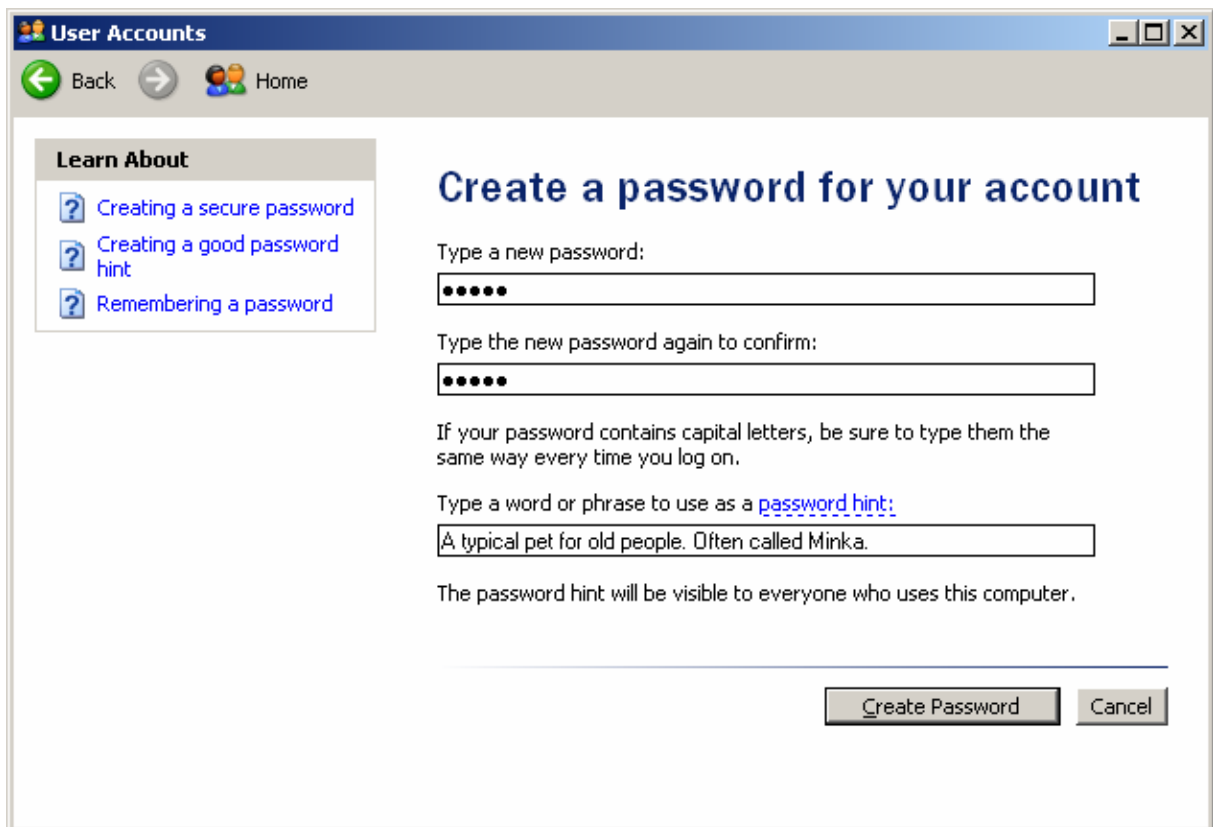 User Accounts
Back
Home
Learn About
Creating a secure password
Creating a good password
hint
Remembering a password
Create a password for your account
Type a new password:
●●●●●
Type the new password again to confirm:
●●●●●
If your password contains capital letters, be sure to type them the
same way every time you log on.
Type a word or phrase to use as a password hint:
A typical pet for old people. Often called Minka.
The password hint will be visible to everyone who uses this computer.
Create Password
Cancel